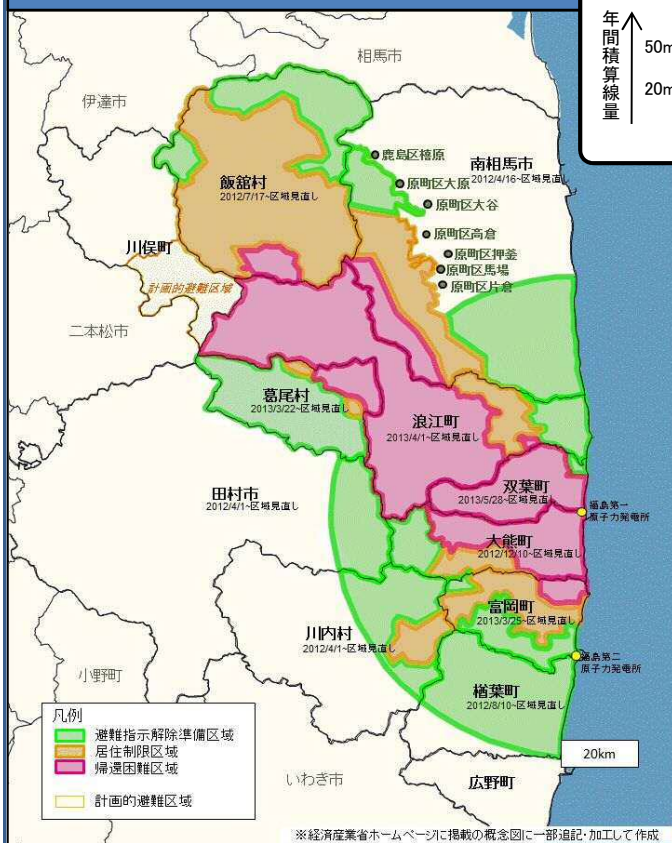 年間積算線量
50m
20m
相馬市
伊達市
鹿島区橲原
南相馬市
2012/4/16~区域見直し
飯舘村
2012/7/17~区域見直し
原町区大原
原町区大谷
原町区高倉
川俣町
原町区押釜
原町区馬場
計画的避難区域
原町区片倉
二本松市
葛尾村
2013/3/22~区域見直し
浪江町
2013/4/1~区域見直し
双葉町
2013/5/28~区域見直し
田村市
2012/4/1~区域見直し
福島第一
原子力発電所
大熊町
2012/12/10~区域見直し
富岡町
2013/3/25~区域見直し
川内村
2012/4/1~区域見直し
福島第二
原子力発電所
小野町
楢葉町
2012/8/10~区域見直し
凡例
避難指示解除準備区域
居住制限区域
帰還困難区域
計画的避難区域
20km
いわき市
広野町
※経済産業省ホームページに掲載の概念図に一部追記・加工して作成